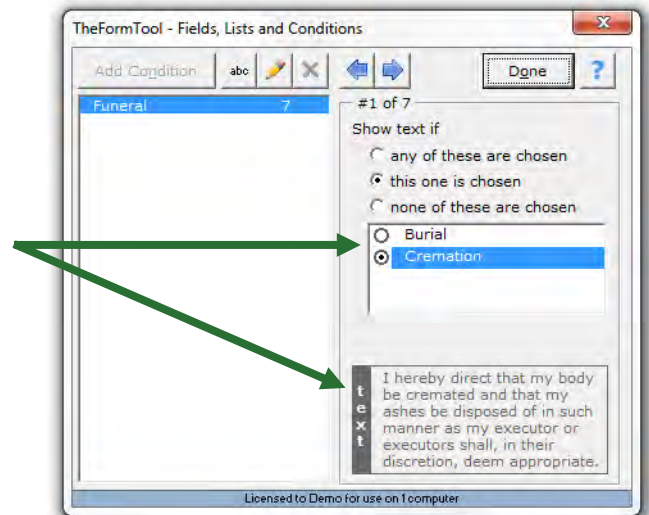 TheFormTool - Fields, Lists and Conditions
Add Condition abc
Done ?
Funeral 7
#1 of 7
Show text if
any of these are chosen
this one is chosen
none of these are chosen
Burial
Cremation
text
I hereby direct that my body
be cremated and that my
ashes be disposed of in such
manner as my executor or
executors shall, in their
discretion, deem appropriate.
Licensed to Demo for use on 1 computer